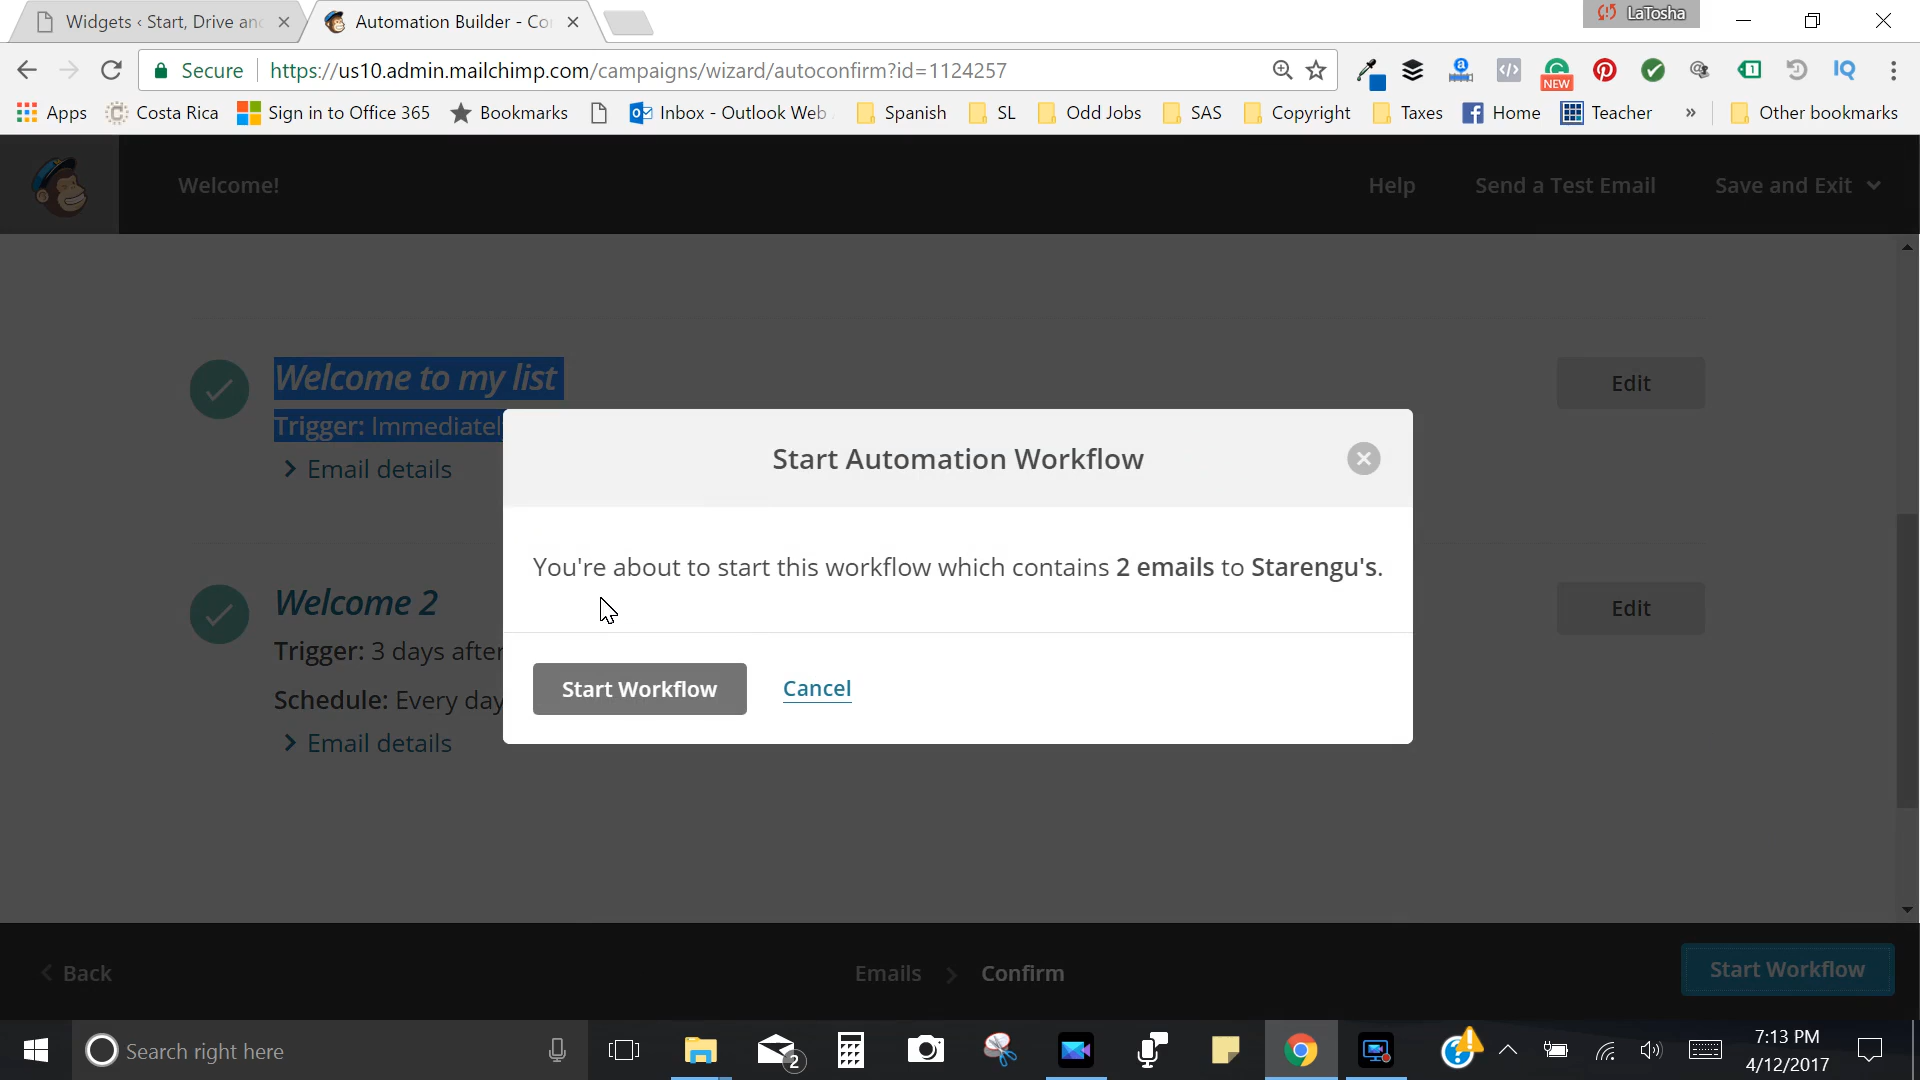 Widgets ‹ Start, Drive an
Automation Builder - Co
LaTosha
Secure
https://us10.admin.mailchimp.com/campaigns/wizard/autoconfirm?id=1124257
NEW
1
IQ
Apps
Costa Rica
Sign in to Office 365
Bookmarks
Inbox - Outlook Web
Spanish
SL
Odd Jobs
SAS
Copyright
Taxes
Home
Teacher
»
Other bookmarks
Welcome!
Help
Send a Test Email
Save and Exit
Welcome to my list
Edit
Trigger: Immediatel
Email details
Start Automation Workflow
You're about to start this workflow which contains 2 emails to Starengu's.
Welcome 2
Edit
Trigger: 3 days after
Schedule: Every day
Email details
Start Workflow
Cancel
Back
Emails
Confirm
Start Workflow
Search right here
2
7:13 PM
4/12/2017